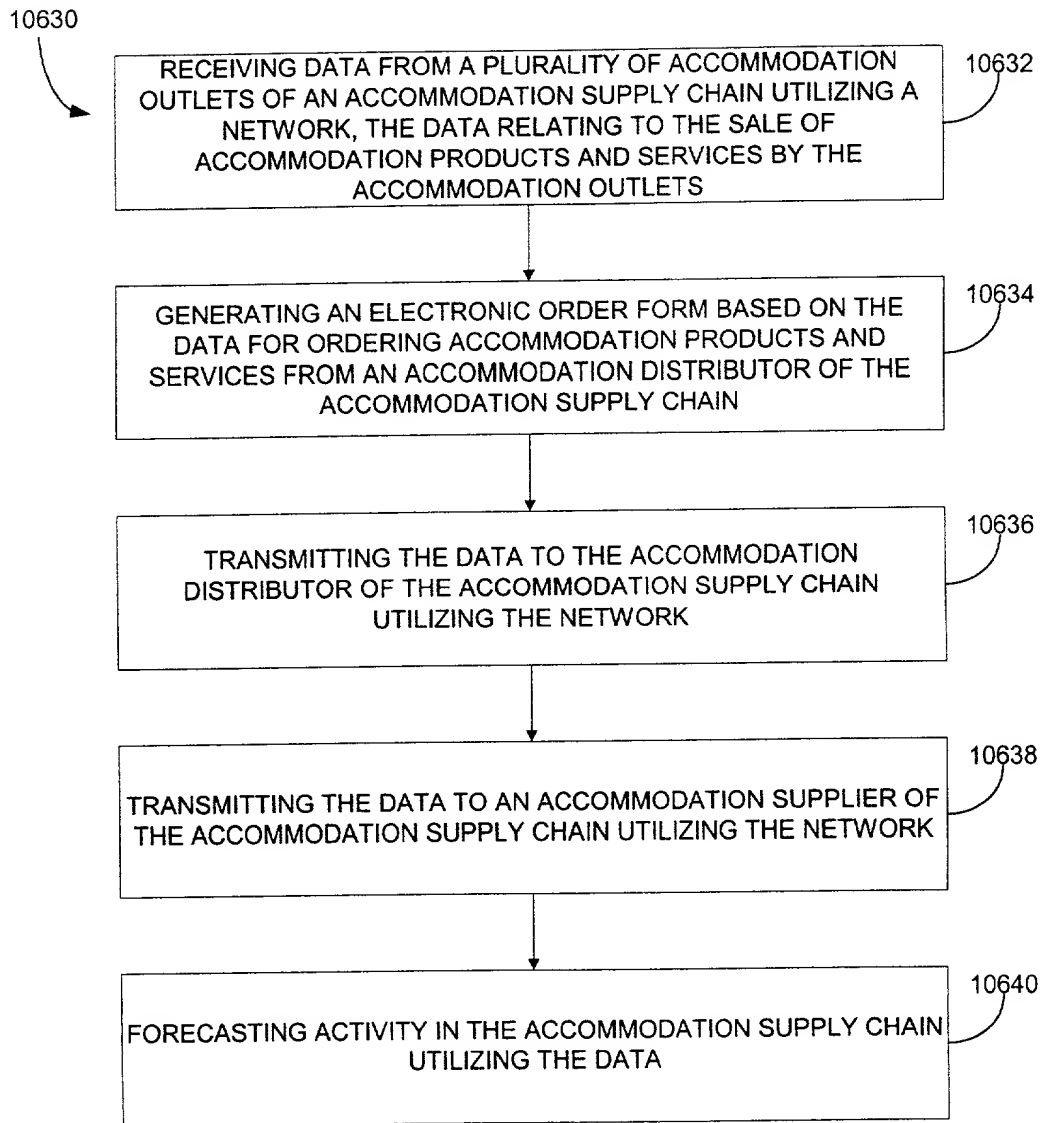 10630
RECEIVING DATA FROM A PLURALITY OF ACCOMMODATION
OUTLETS OF AN ACCOMMODATION SUPPLY CHAIN UTILIZING A
NETWORK, THE DATA RELATING TO THE SALE OF
ACCOMMODATION PRODUCTS AND SERVICES BY THE
ACCOMMODATION OUTLETS
10632
GENERATING AN ELECTRONIC ORDER FORM BASED ON THE
DATA FOR ORDERING ACCOMMODATION PRODUCTS AND
SERVICES FROM AN ACCOMMODATION DISTRIBUTOR OF THE
ACCOMMODATION SUPPLY CHAIN
10634
TRANSMITTING THE DATA TO THE ACCOMMODATION
DISTRIBUTOR OF THE ACCOMMODATION SUPPLY CHAIN
UTILIZING THE NETWORK
10636
TRANSMITTING THE DATA TO AN ACCOMMODATION SUPPLIER OF
THE ACCOMMODATION SUPPLY CHAIN UTILIZING THE NETWORK
10638
FORECASTING ACTIVITY IN THE ACCOMMODATION SUPPLY CHAIN
UTILIZING THE DATA
10640